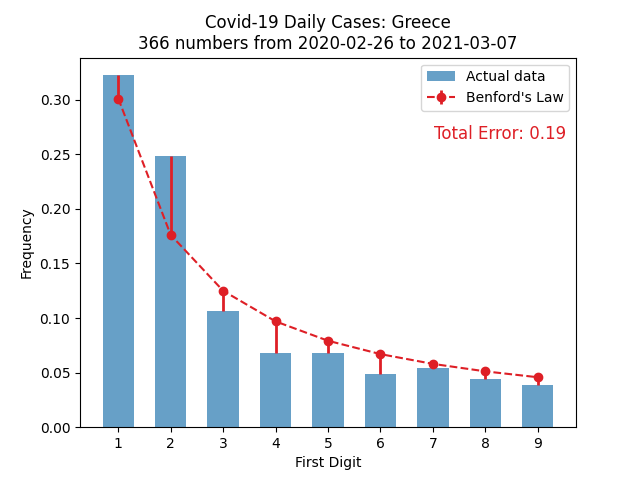 Covid-19 Daily Cases: Greece
366 numbers from 2020-02-26 to 2021-03-07
Actual data
Benford's Law
Total Error: 0.19
Frequency
0.30
0.25
0.20
0.15
0.10
0.05
0.00
1 2 3 4 5 6 7 8 9
First Digit